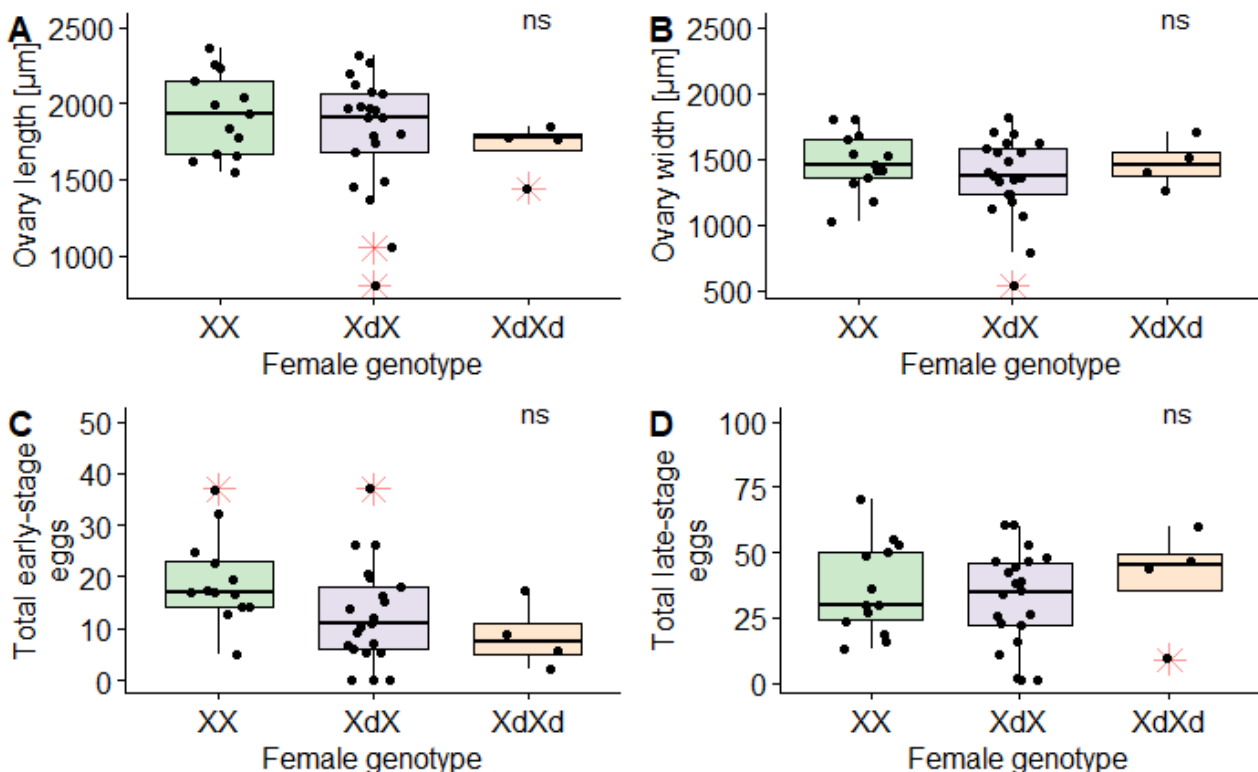 A
ns
Ovary length [µm]
2500
2000
1500
1000
XX XdX XdXd
Female genotype
B
ns
Ovary width [µm]
2500
2000
1500
1000
500
XX XdX XdXd
Female genotype
C
ns
Total early-stage
eggs
50
40
30
20
10
0
XX XdX XdXd
Female genotype
D
ns
Total late-stage
eggs
100
75
50
25
0
XX XdX XdXd
Female genotype